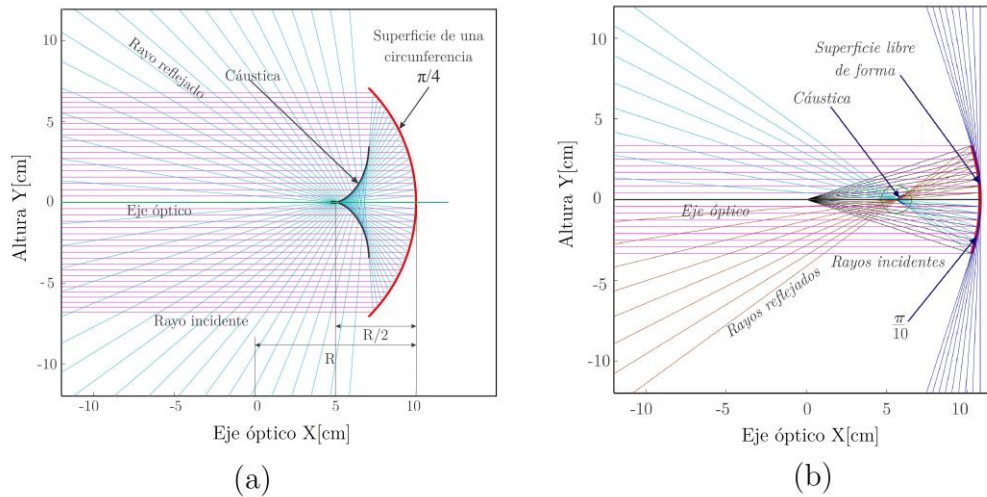 10
5
0
-5
-10
Altura Y[cm]
Rayo reflejado
Cáustica
Superficie de una
circunferencia
π/4
Eje óptico
Rayo incidente
R/2
R
-10
-5
0
5
10
Eje óptico X[cm]
(a)
10
5
0
-5
-10
Altura Y[cm]
Superficie libre
de forma
Cáustica
Eje óptico
Rayos incidentes
Rayos reflejados
π
10
-10
-5
0
5
10
Eje óptico X[cm]
(b)